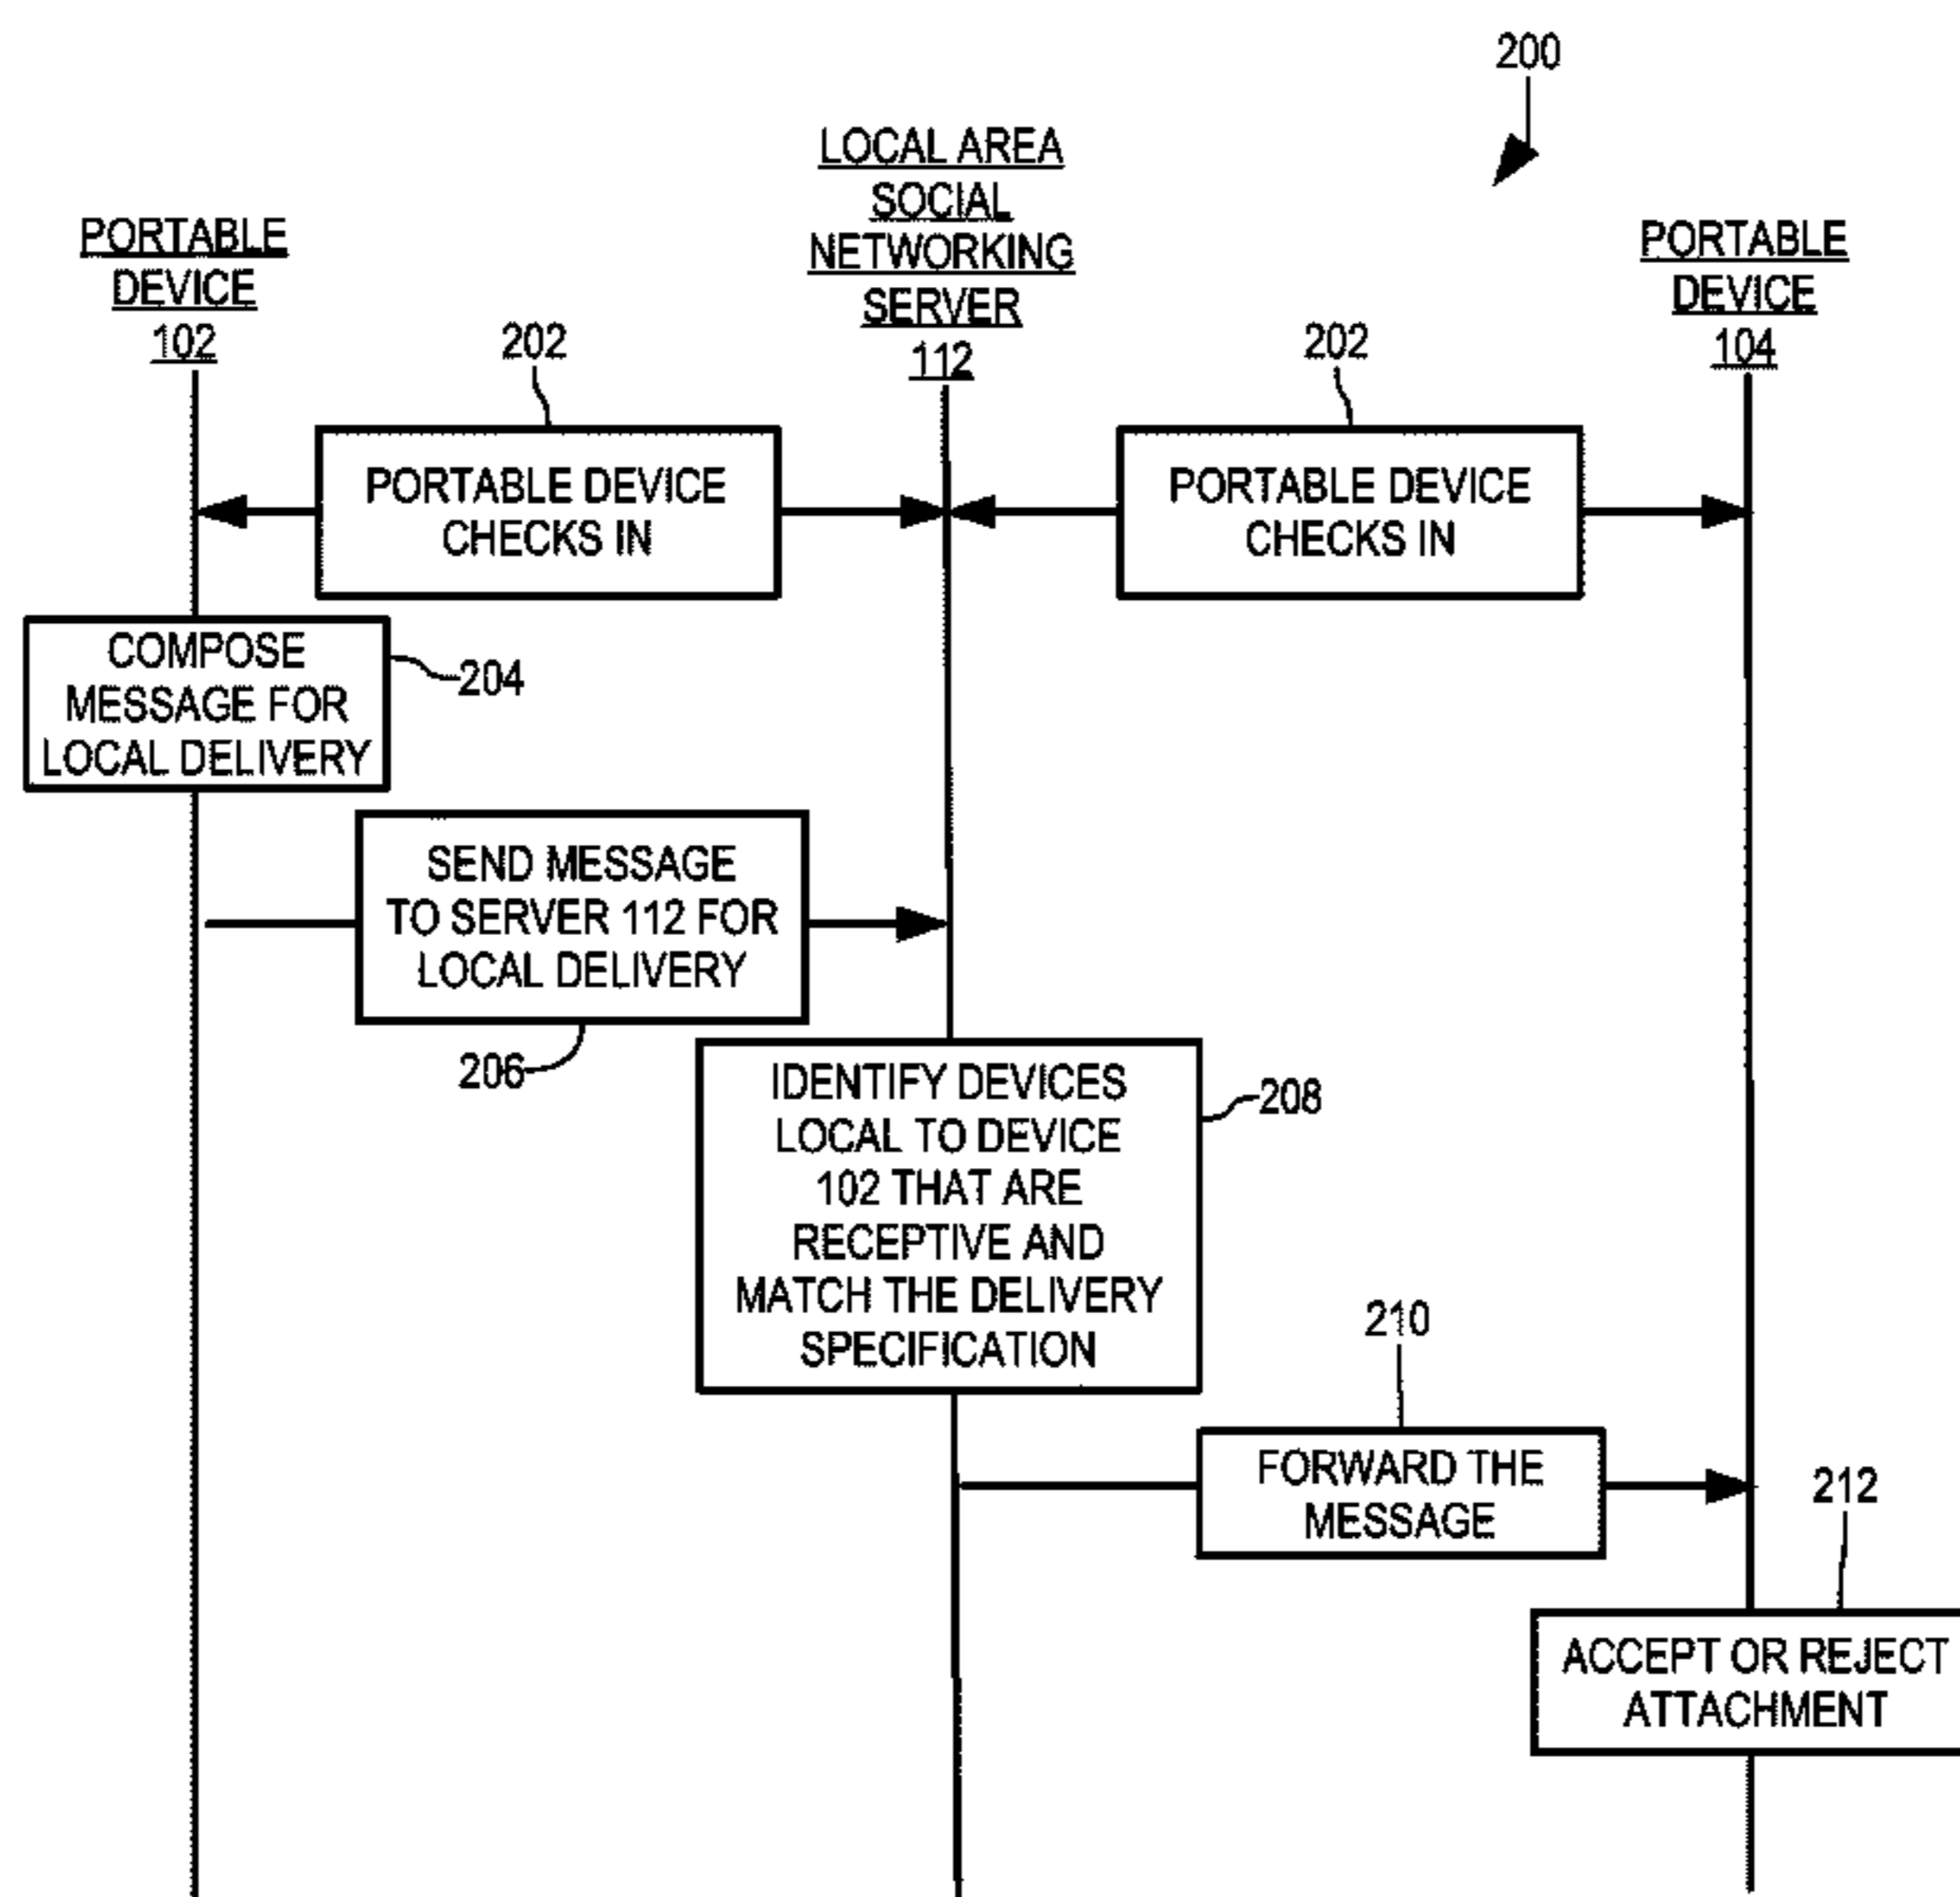 200
PORTABLE
DEVICE
102
LOCAL AREA
SOCIAL
NETWORKING
SERVER
112
PORTABLE
DEVICE
104
202
202
PORTABLE DEVICE
CHECKS IN
PORTABLE DEVICE
CHECKS IN
COMPOSE
MESSAGE FOR
LOCAL DELIVERY
204
SEND MESSAGE
TO SERVER 112 FOR
LOCAL DELIVERY
206
IDENTIFY DEVICES
LOCAL TO DEVICE
102 THAT ARE
RECEPTIVE AND
MATCH THE DELIVERY
SPECIFICATION
208
210
FORWARD THE
MESSAGE
212
ACCEPT OR REJECT
ATTACHMENT